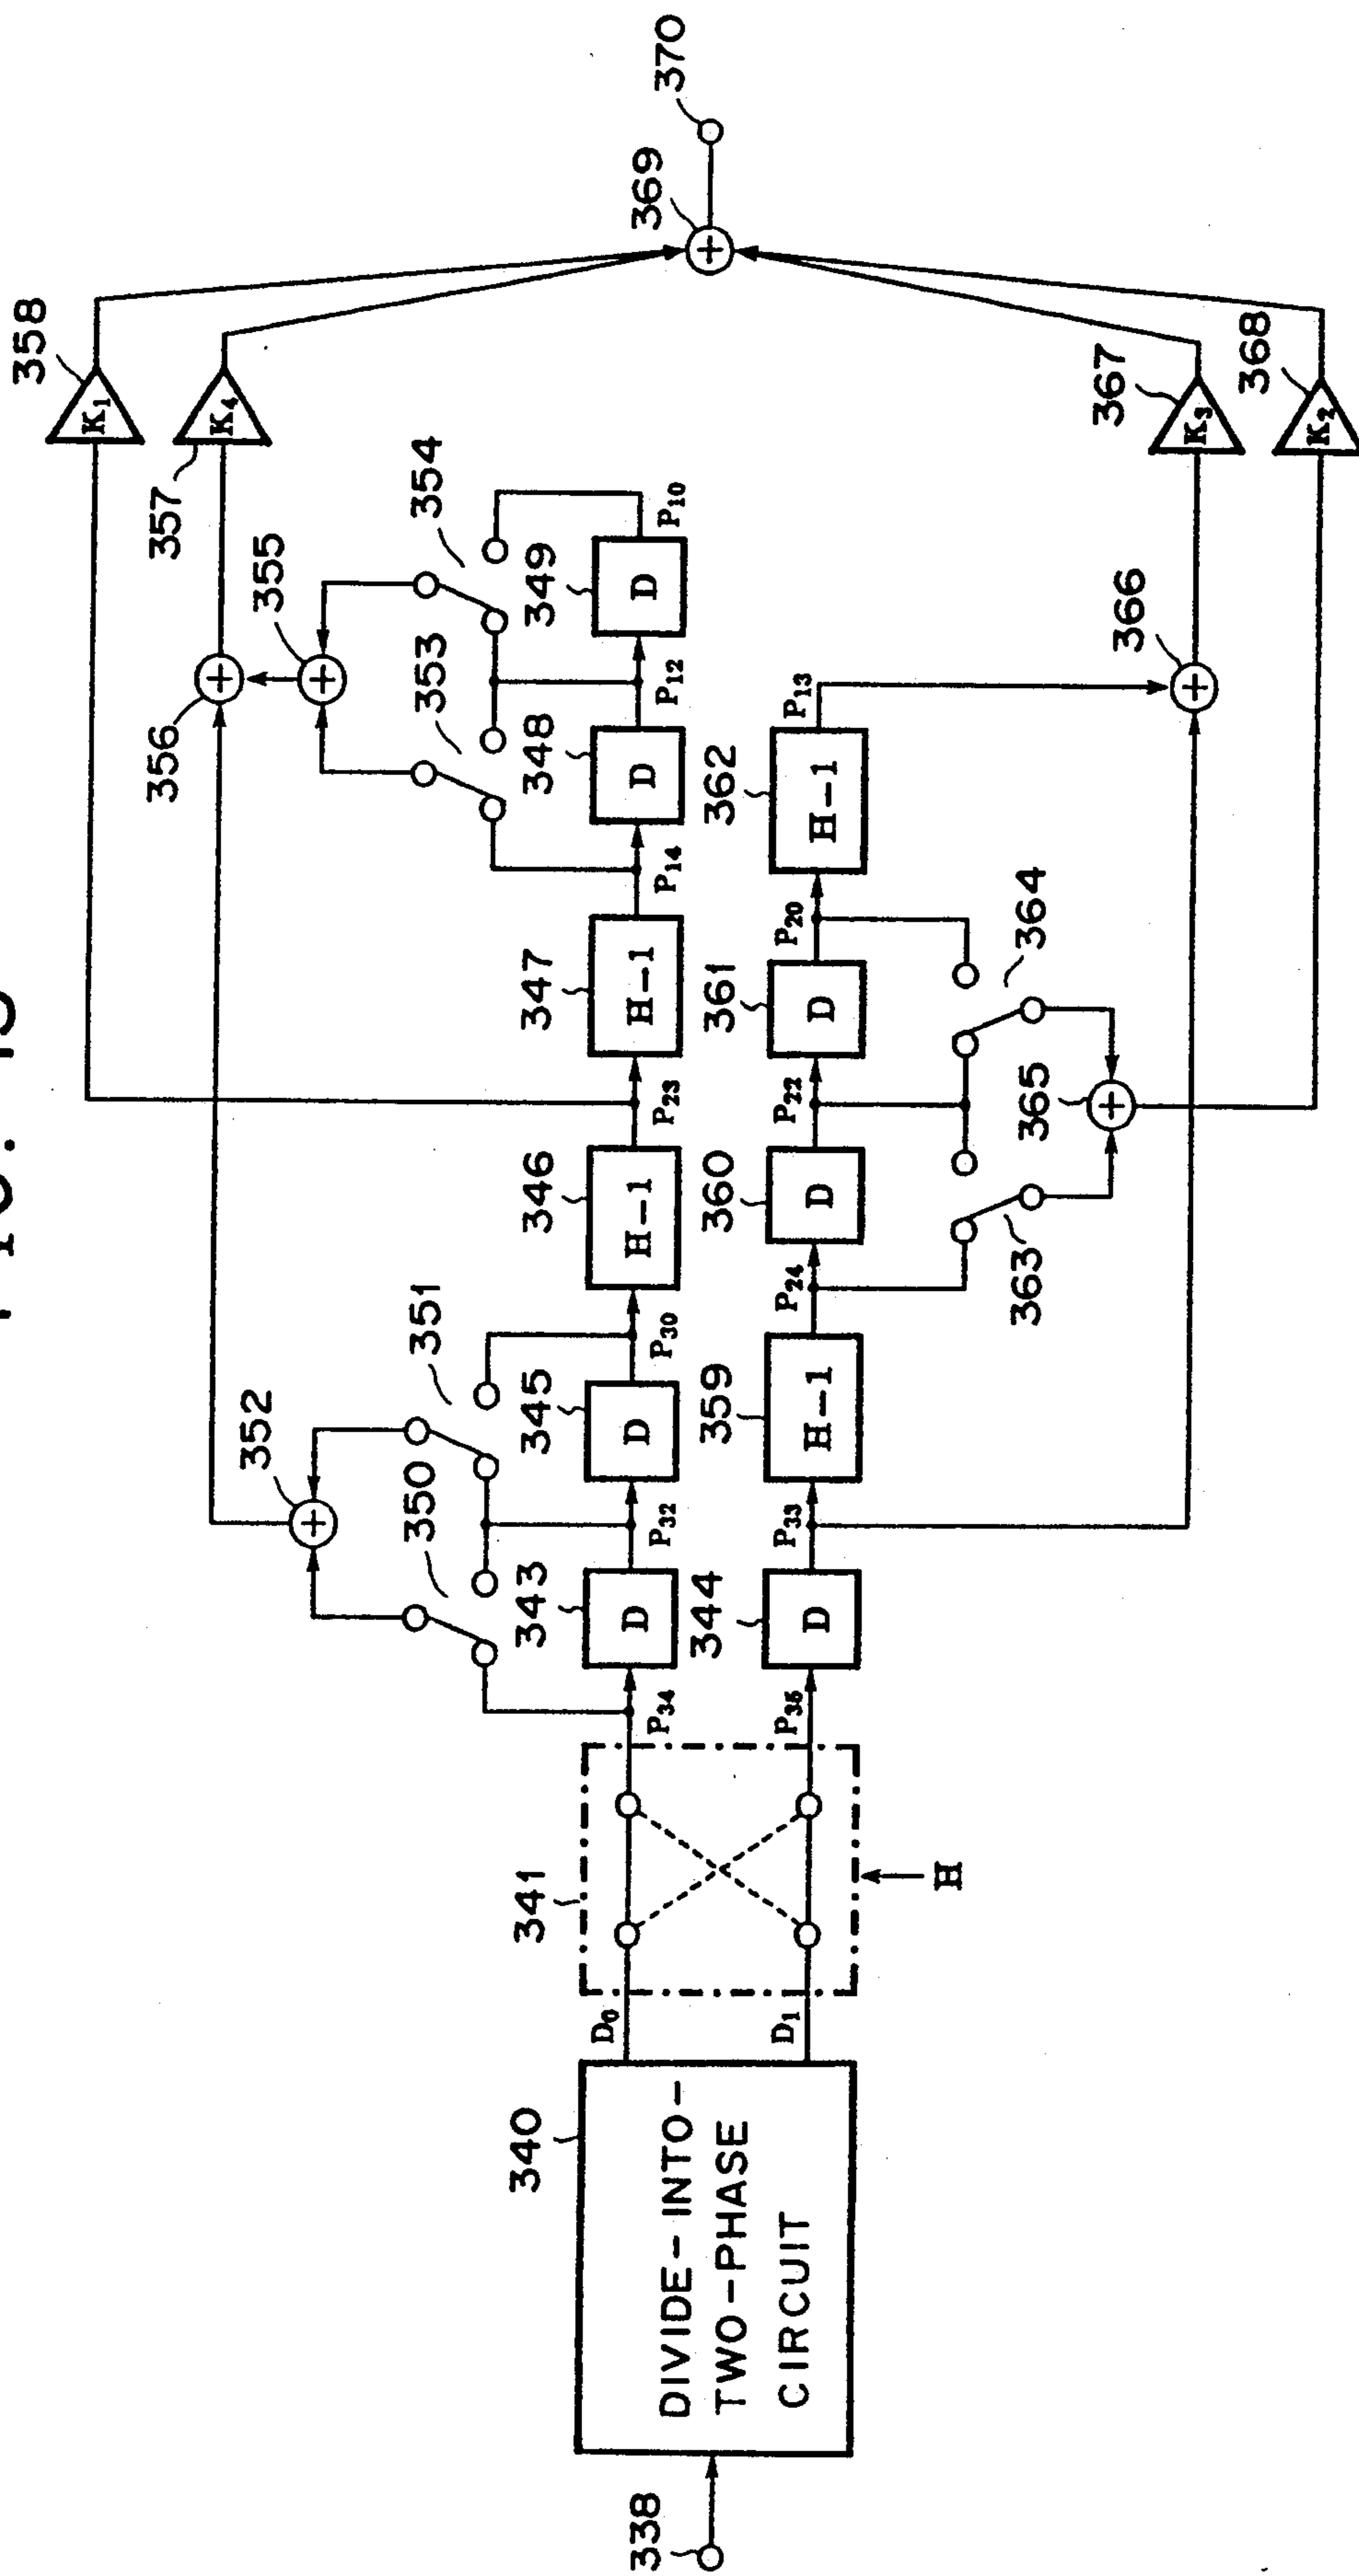 338
340
DIVIDE-INTO-
TWO-PHASE
CIRCUIT
D0
D1
341
H
P34
P35
343
D
344
D
P32
P33
350
351
352
345
D
P30
359
H-1
P24
346
H-1
P23
360
D
P22
361
D
P20
363
364
365
347
H-1
P14
348
D
P12
349
D
P10
353
354
355
356
362
H-1
P13
366
357
K4
358
K1
367
K3
368
K2
369
370